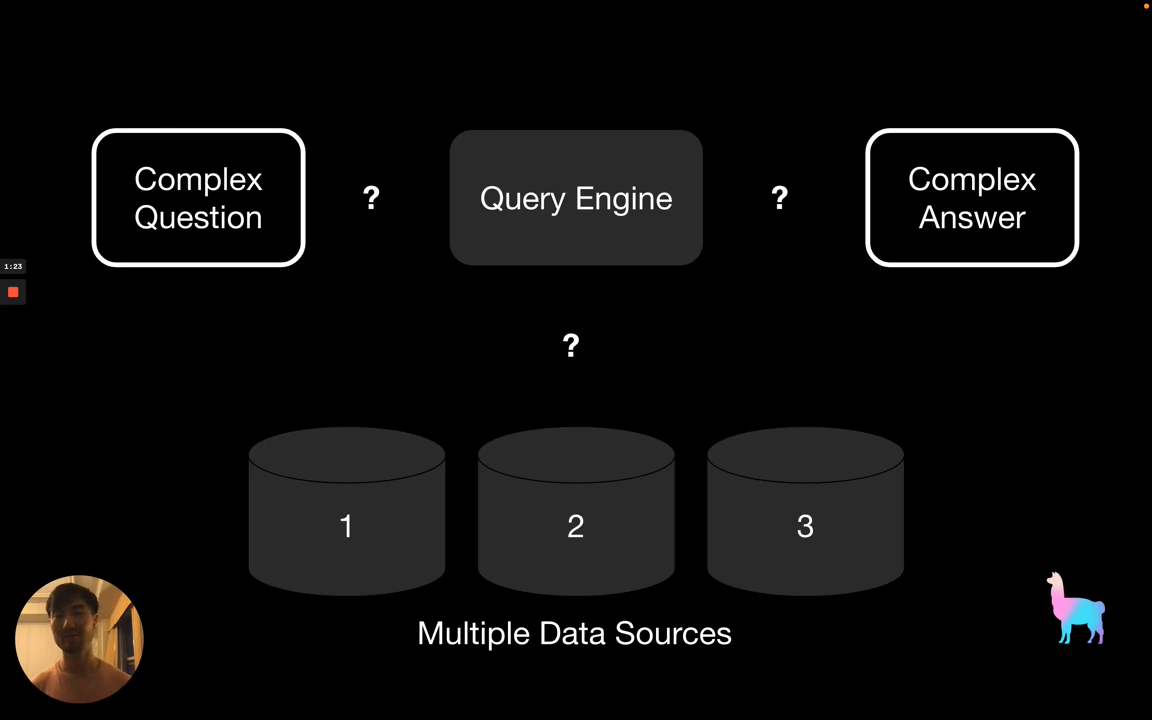 Complex
Question
?
Query Engine
?
Complex
Answer
1:23
?
1
2
3
Multiple Data Sources